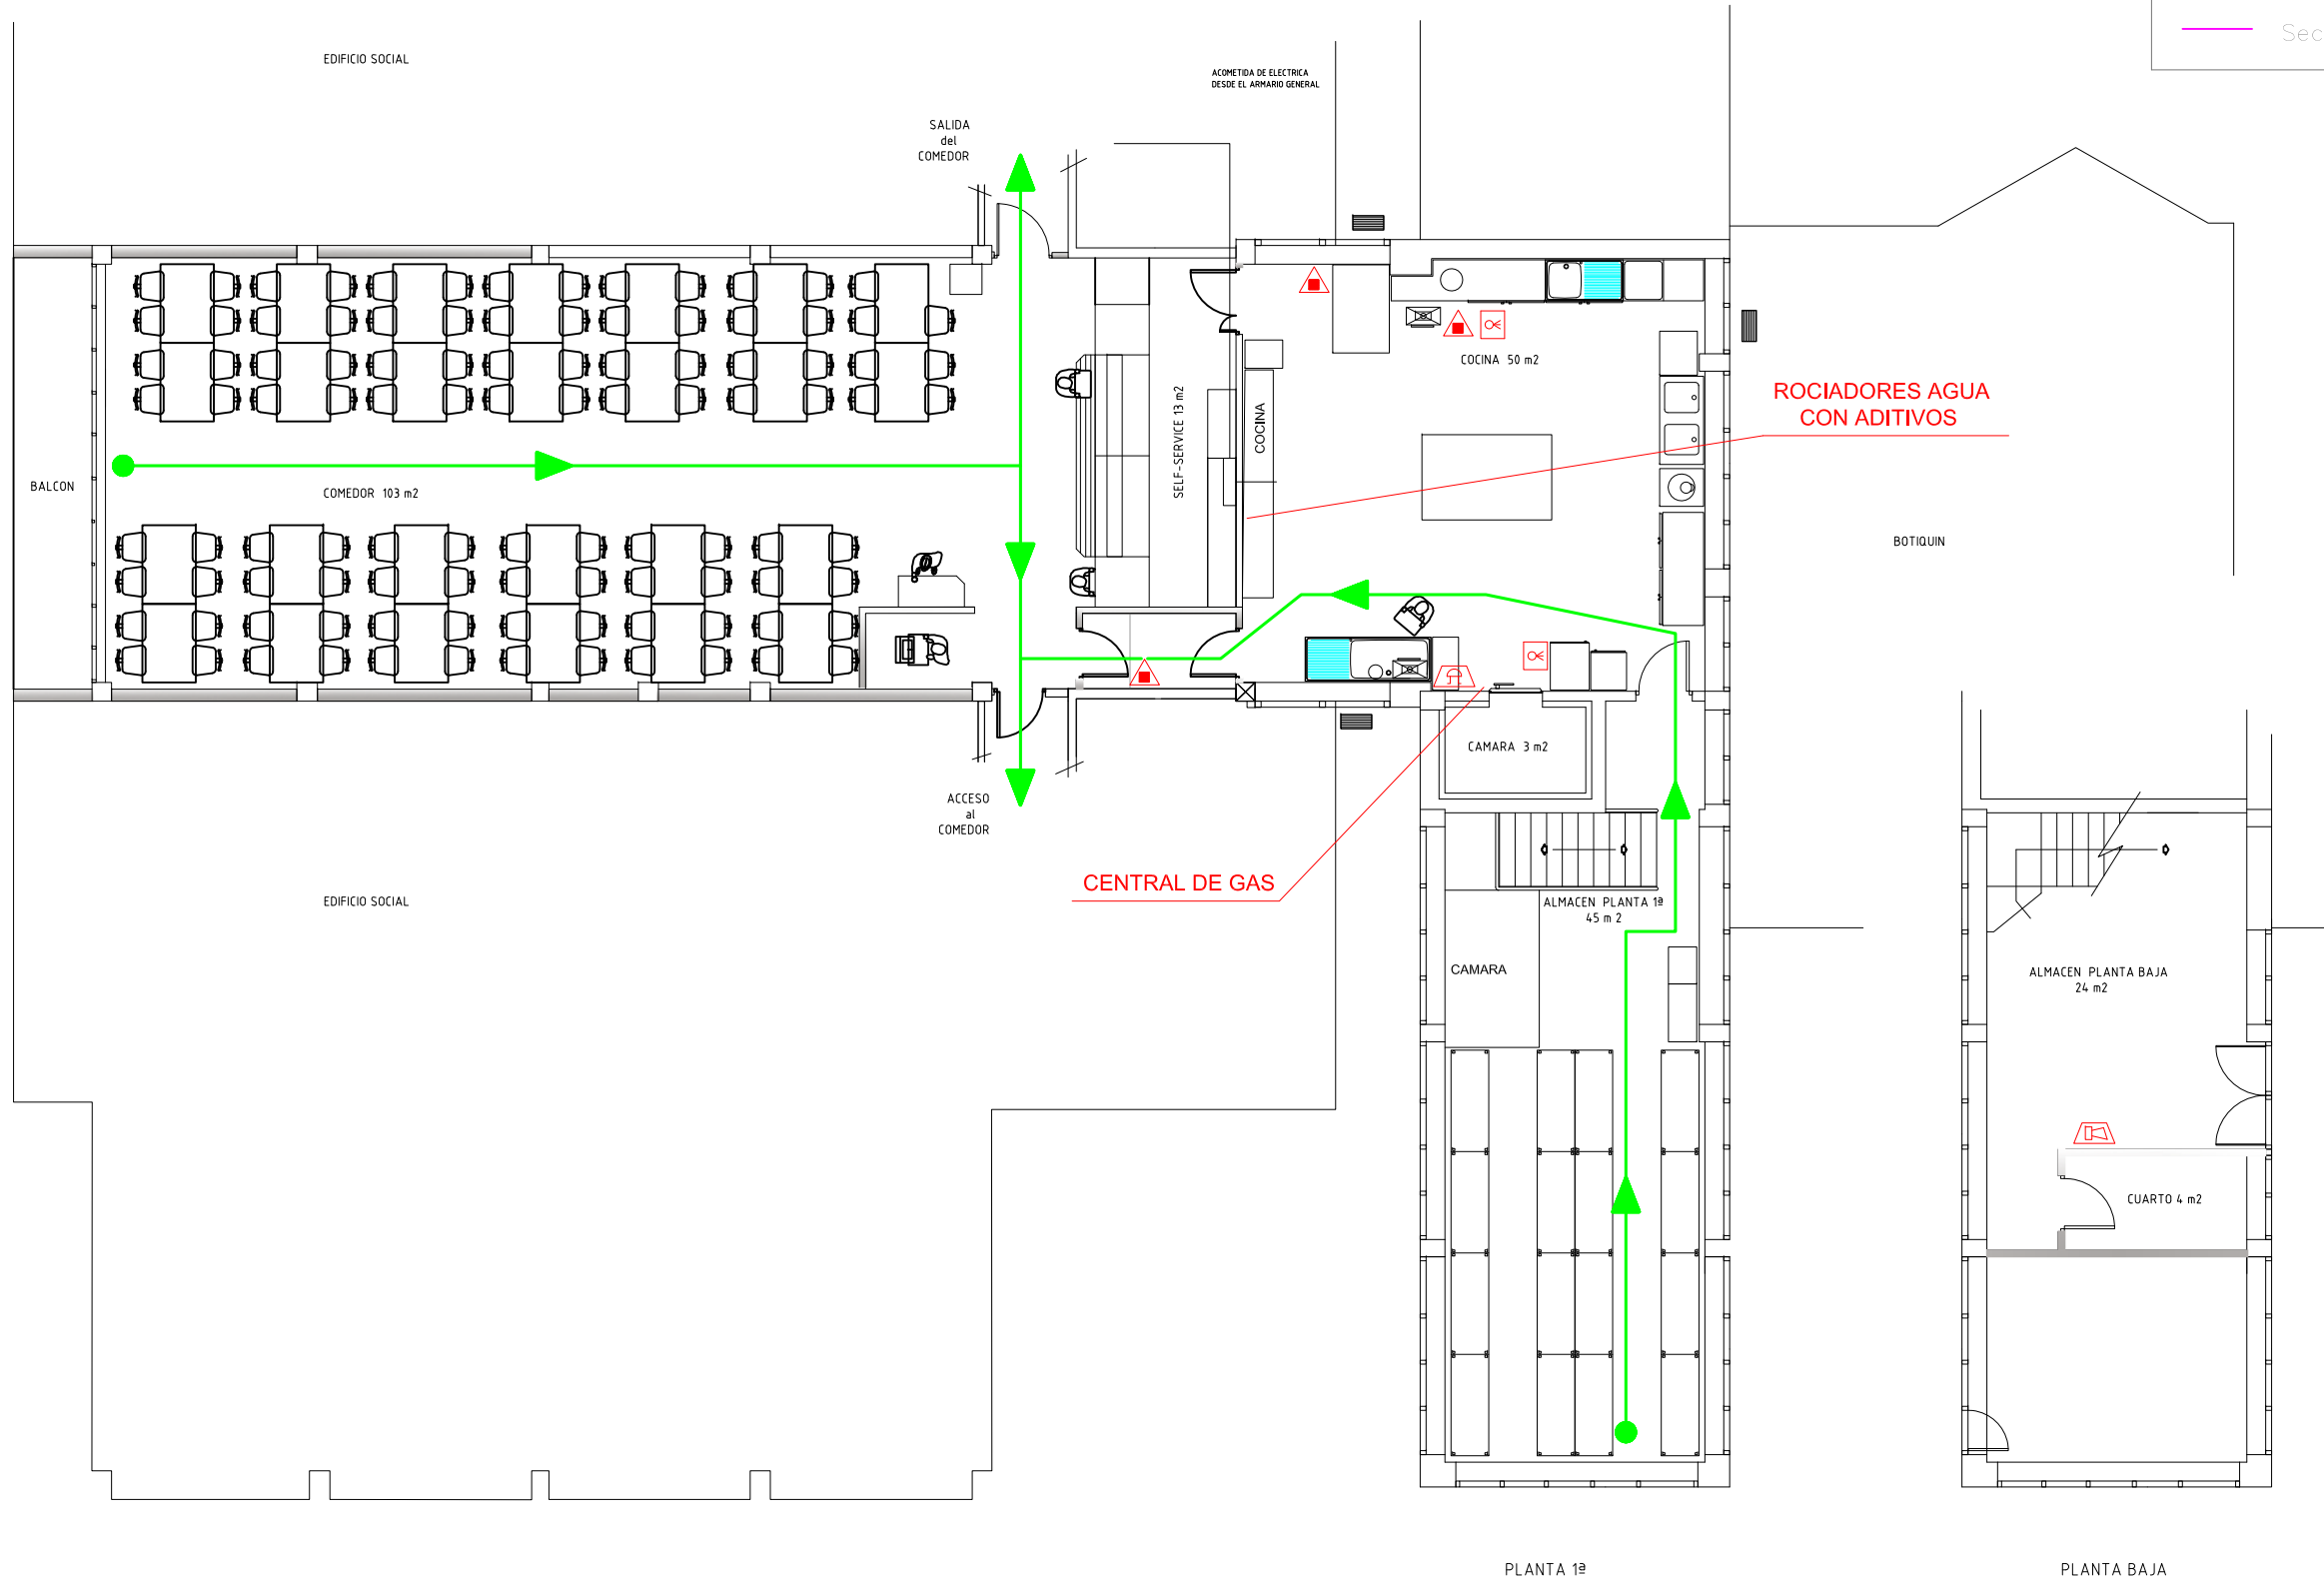 Sec
EDIFICIO SOCIAL
ACOMETIDA DE ELECTRICA
DESDE EL ARMARIO GENERAL
SALIDA
del
COMEDOR
COCINA 50 m2
ROCIADORES AGUA
CON ADITIVOS
SELF-SERVICE 13 m2
COCINA
BALCON
COMEDOR 103 m2
BOTIQUIN
CAMARA 3 m2
ACCESO
al
COMEDOR
CENTRAL DE GAS
EDIFICIO SOCIAL
ALMACEN PLANTA 1ª
45 m 2
CAMARA
ALMACEN PLANTA BAJA
24 m2
CUARTO 4 m2
PLANTA 1ª
PLANTA BAJA